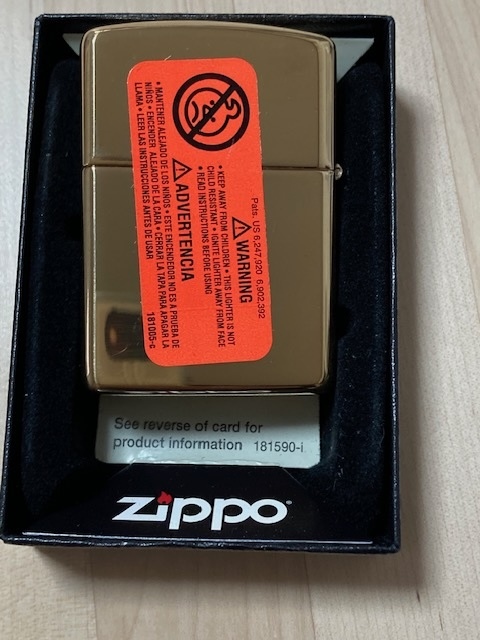 Pats. US 6,247,920 6,902,392
⚠WARNING
• KEEP AWAY FROM CHILDREN • THIS LIGHTER IS NOT
CHILD RESISTANT • IGNITE LIGHTER AWAY FROM FACE
• READ INSTRUCTIONS BEFORE USING
⚠ADVERTENCIA
• MANTENER ALEJADO DE LOS NIÑOS • ESTE ENCENDEDOR NO ES A PRUEBA DE
NIÑOS • ENCENDER ALEJADO DE LA CARA • CERRAR LA TAPA PARA APAGAR LA
LLAMA • LEER LAS INSTRUCCIONES ANTES DE USAR
181005-c
See reverse of card for
product information 181590-i
zippo®